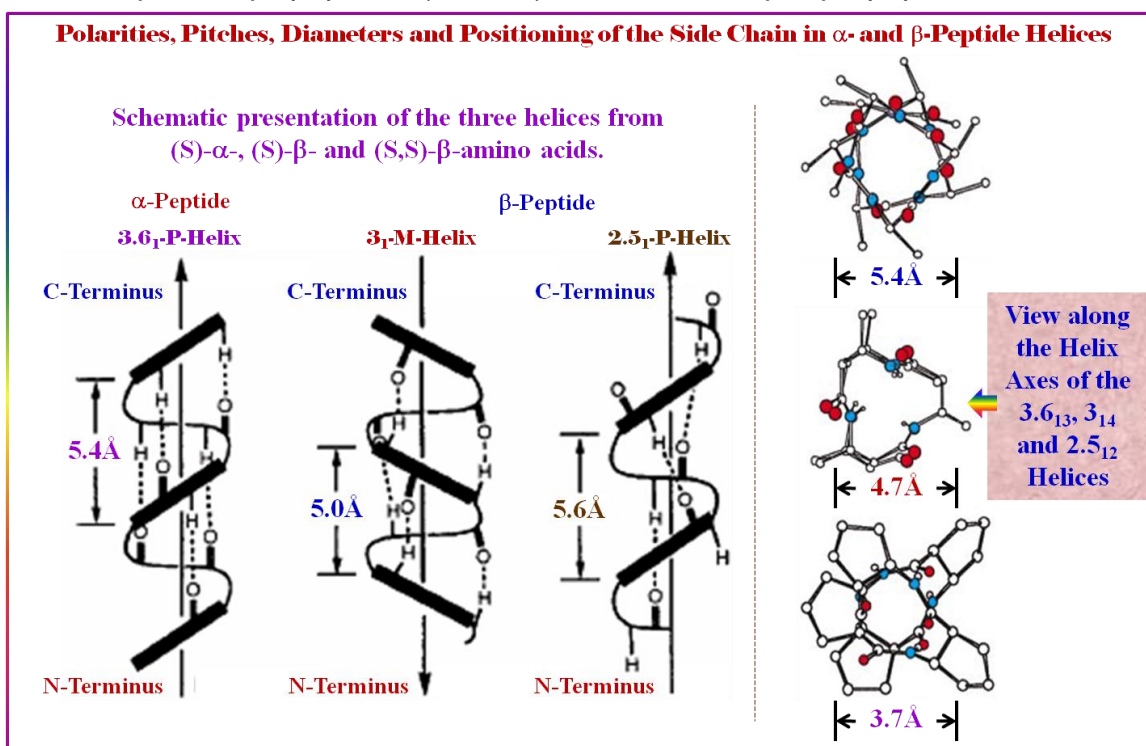 Polarities, Pitches, Diameters and Positioning of the Side Chain in α- and β-Peptide Helices
Schematic presentation of the three helices from
(S)-α-, (S)-β- and (S,S)-β-amino acids.
α-Peptide
β-Peptide
3.6₁-P-Helix
3₁-M-Helix
2.5₁-P-Helix
C-Terminus
C-Terminus
C-Terminus
5.4Å
5.0Å
5.6Å
N-Terminus
N-Terminus
N-Terminus
H
H
O
H
O
H
H
O
O
O
O
O
H
O
O
H
O
H
H
O
H
O
H
O
H
O
H
O
H
O
H
5.4Å
4.7Å
3.7Å
View along
the Helix
Axes of the
3.6₁₃, 3₁₄
and 2.5₁₂
Helices